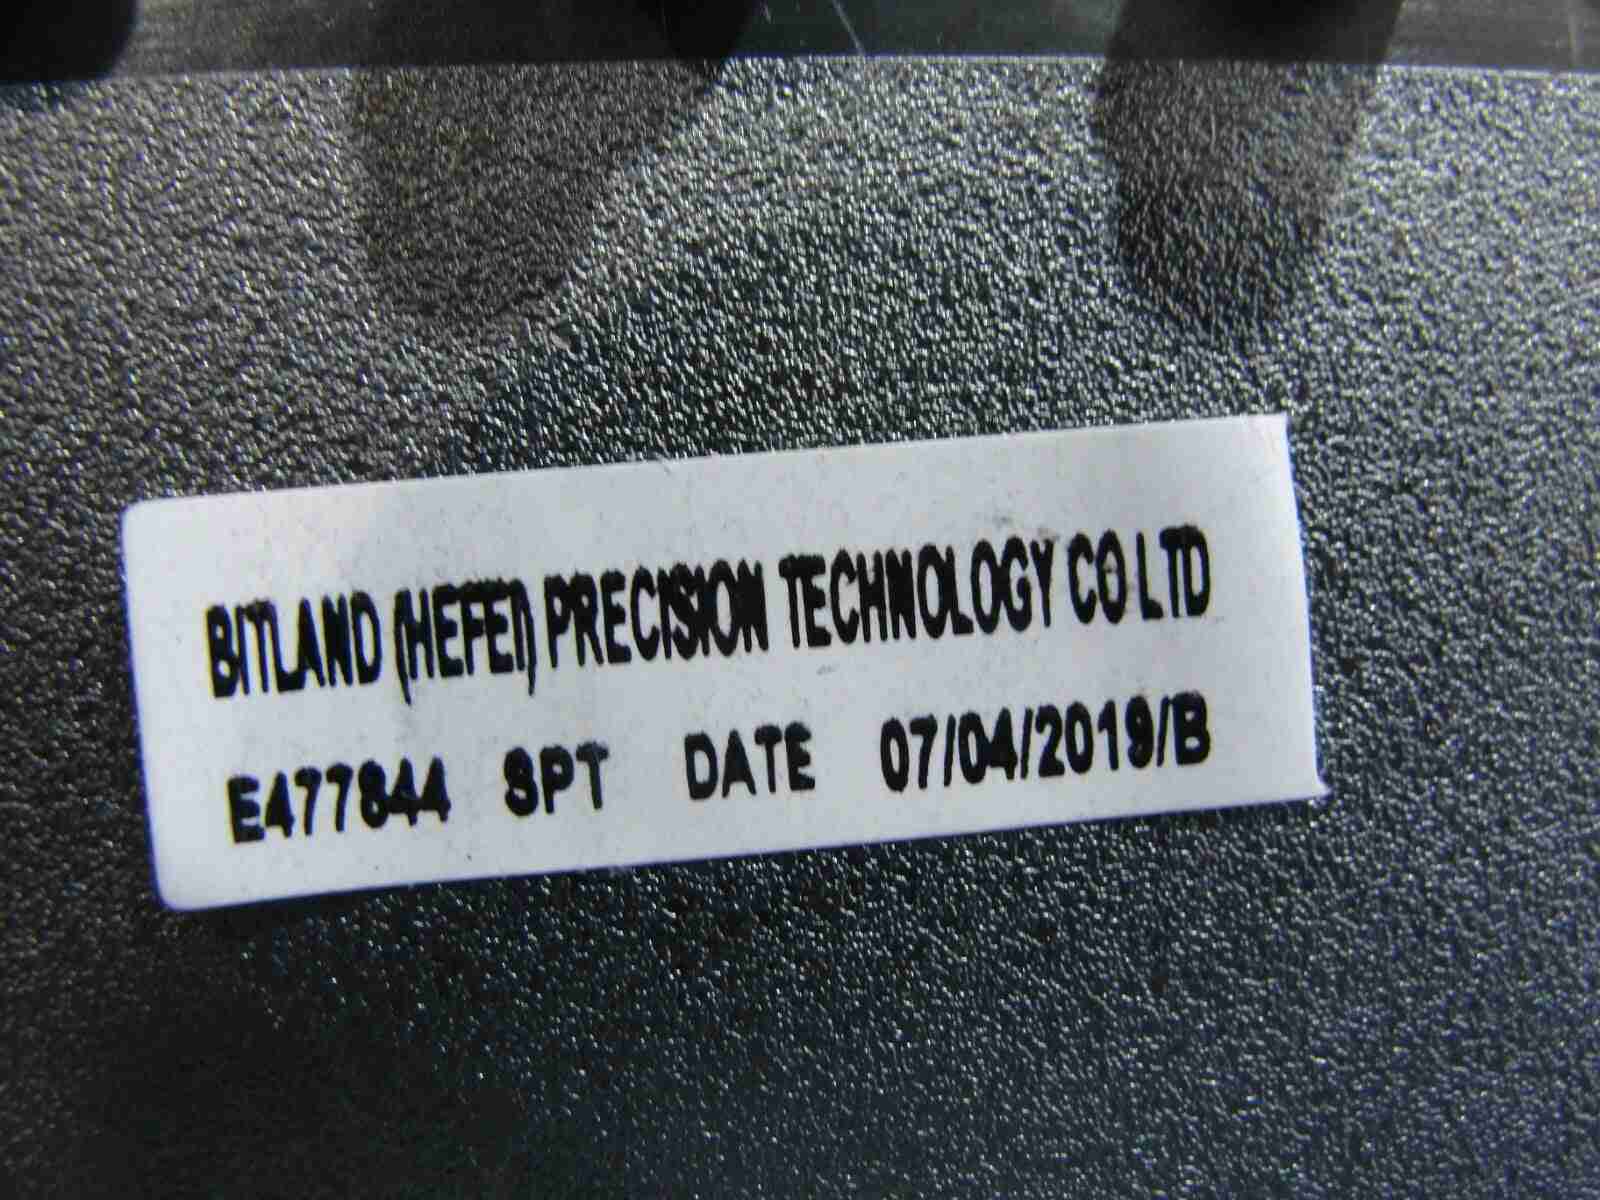 BITLAND (HEFEI) PRECISION TECHNOLOGY CO LTD
E477844 SPT DATE 07/04/2019/B